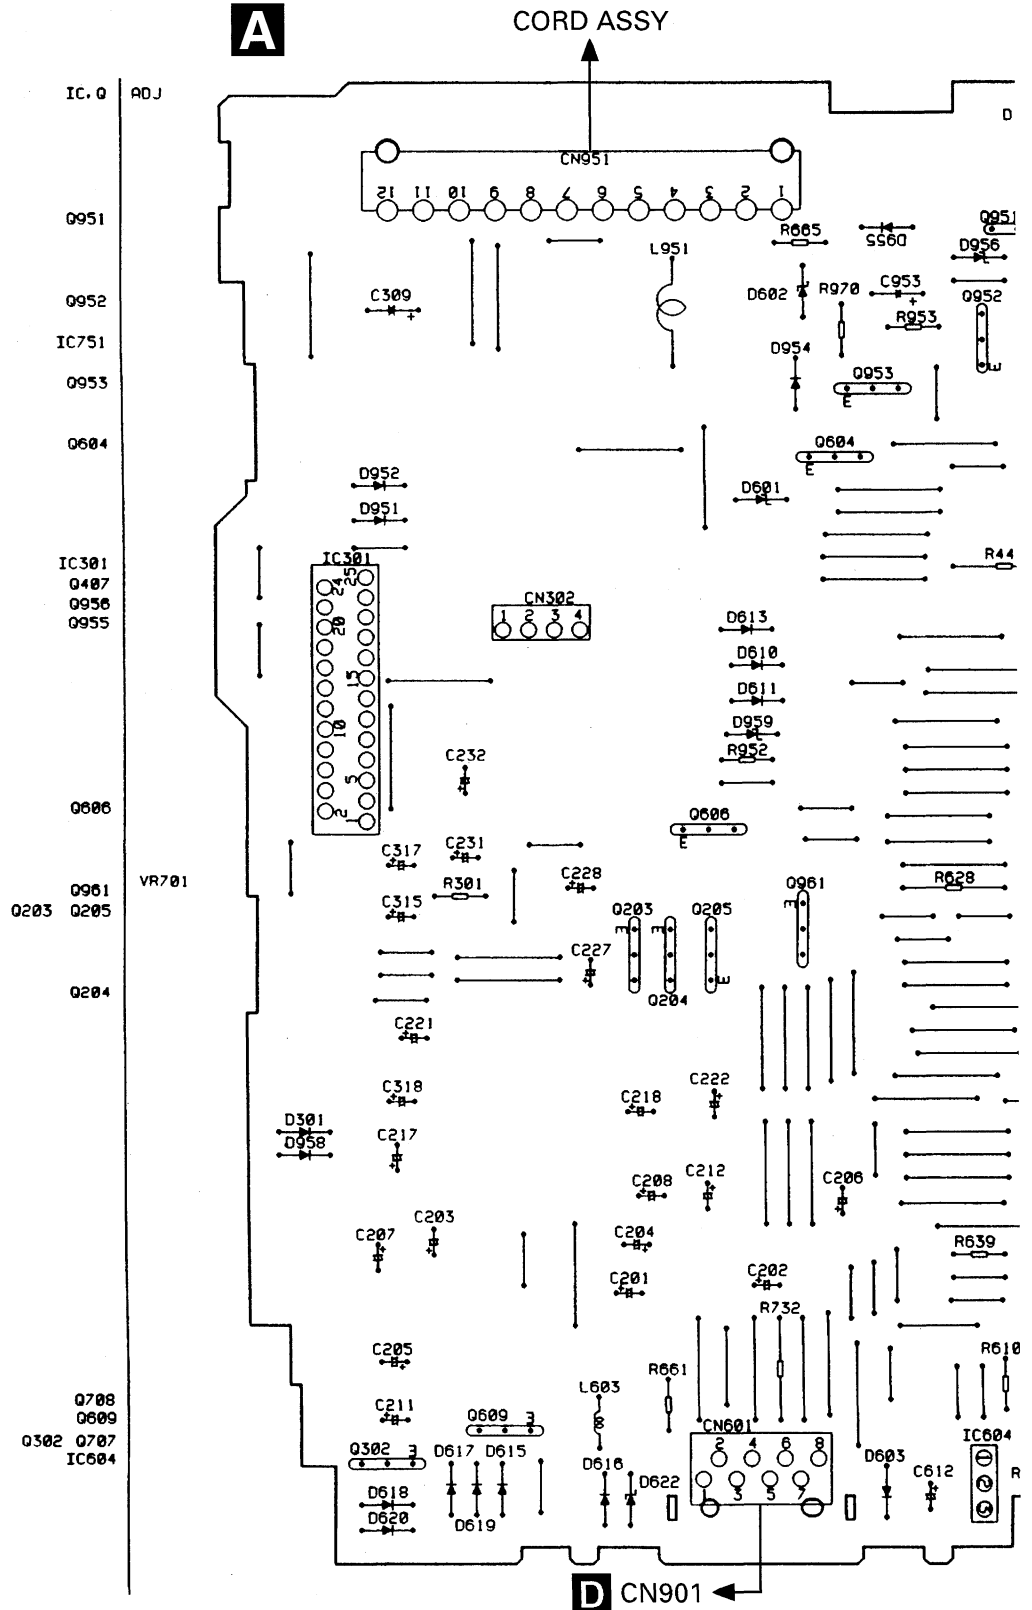 A
CORD ASSY
IC, Q ADJ
D
CN951
12 11 10 9 8 7 6 5 4 3 2 1
Q951
R665
D955
Q951
L951
D956
Q952
C309
D602
R970
C953
Q952
R953
IC751
D954
E
Q953
Q953
E
Q604
Q604
E
D952
D601
D951
IC301
IC301
R44
Q407
25
24
Q956
CN302
Q955
20
1 2 3 4
D613
D610
15
D611
10
D959
C232
R952
5
Q606
2
1
Q606
E
C317
C231
VR701
C228
Q961
R301
Q961
R628
Q203 Q205
C315
Q203
Q205
E
E
E
C227
E
Q204
Q204
C221
C318
C218
C222
D301
D958
C217
C208
C212
C206
C207
C203
C204
R639
C201
C202
R732
C205
R661
R610
L603
Q708
Q609
C211
Q609
E
CN601
IC604
Q302 Q707
IC604
Q302
E
D617 D615
D616
2 4 6 8
D603
1
D622
C612
R
1 3 5 7
2
D618
D619
3
D620
D CN901